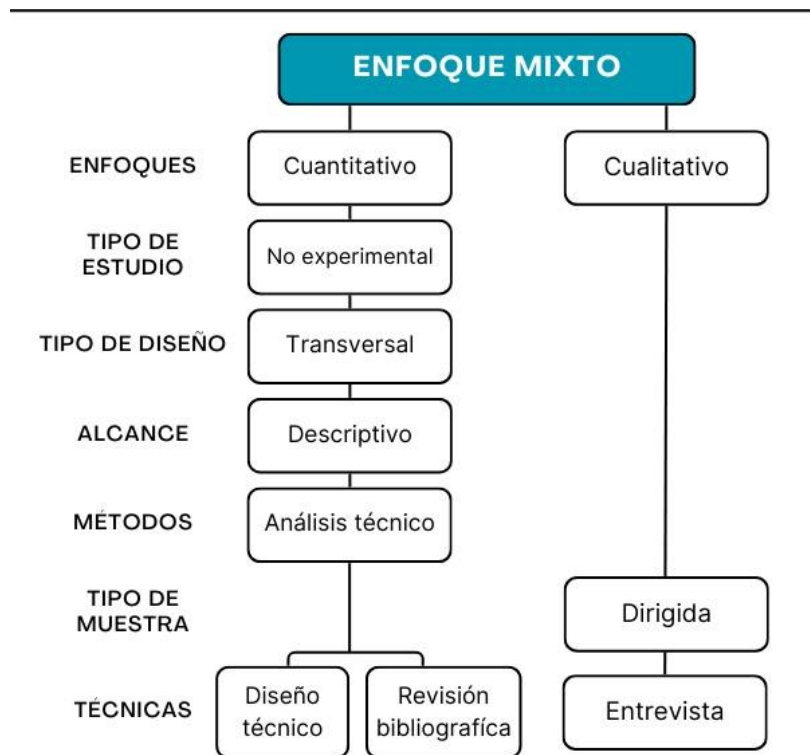 ENFOQUE MIXTO
ENFOQUES
Cuantitativo
Cualitativo
TIPO DE
ESTUDIO
No experimental
TIPO DE DISEÑO
Transversal
ALCANCE
Descriptivo
MÉTODOS
Análisis técnico
TIPO DE
MUESTRA
Dirigida
TÉCNICAS
Diseño
técnico
Revisión
bibliografíca
Entrevista